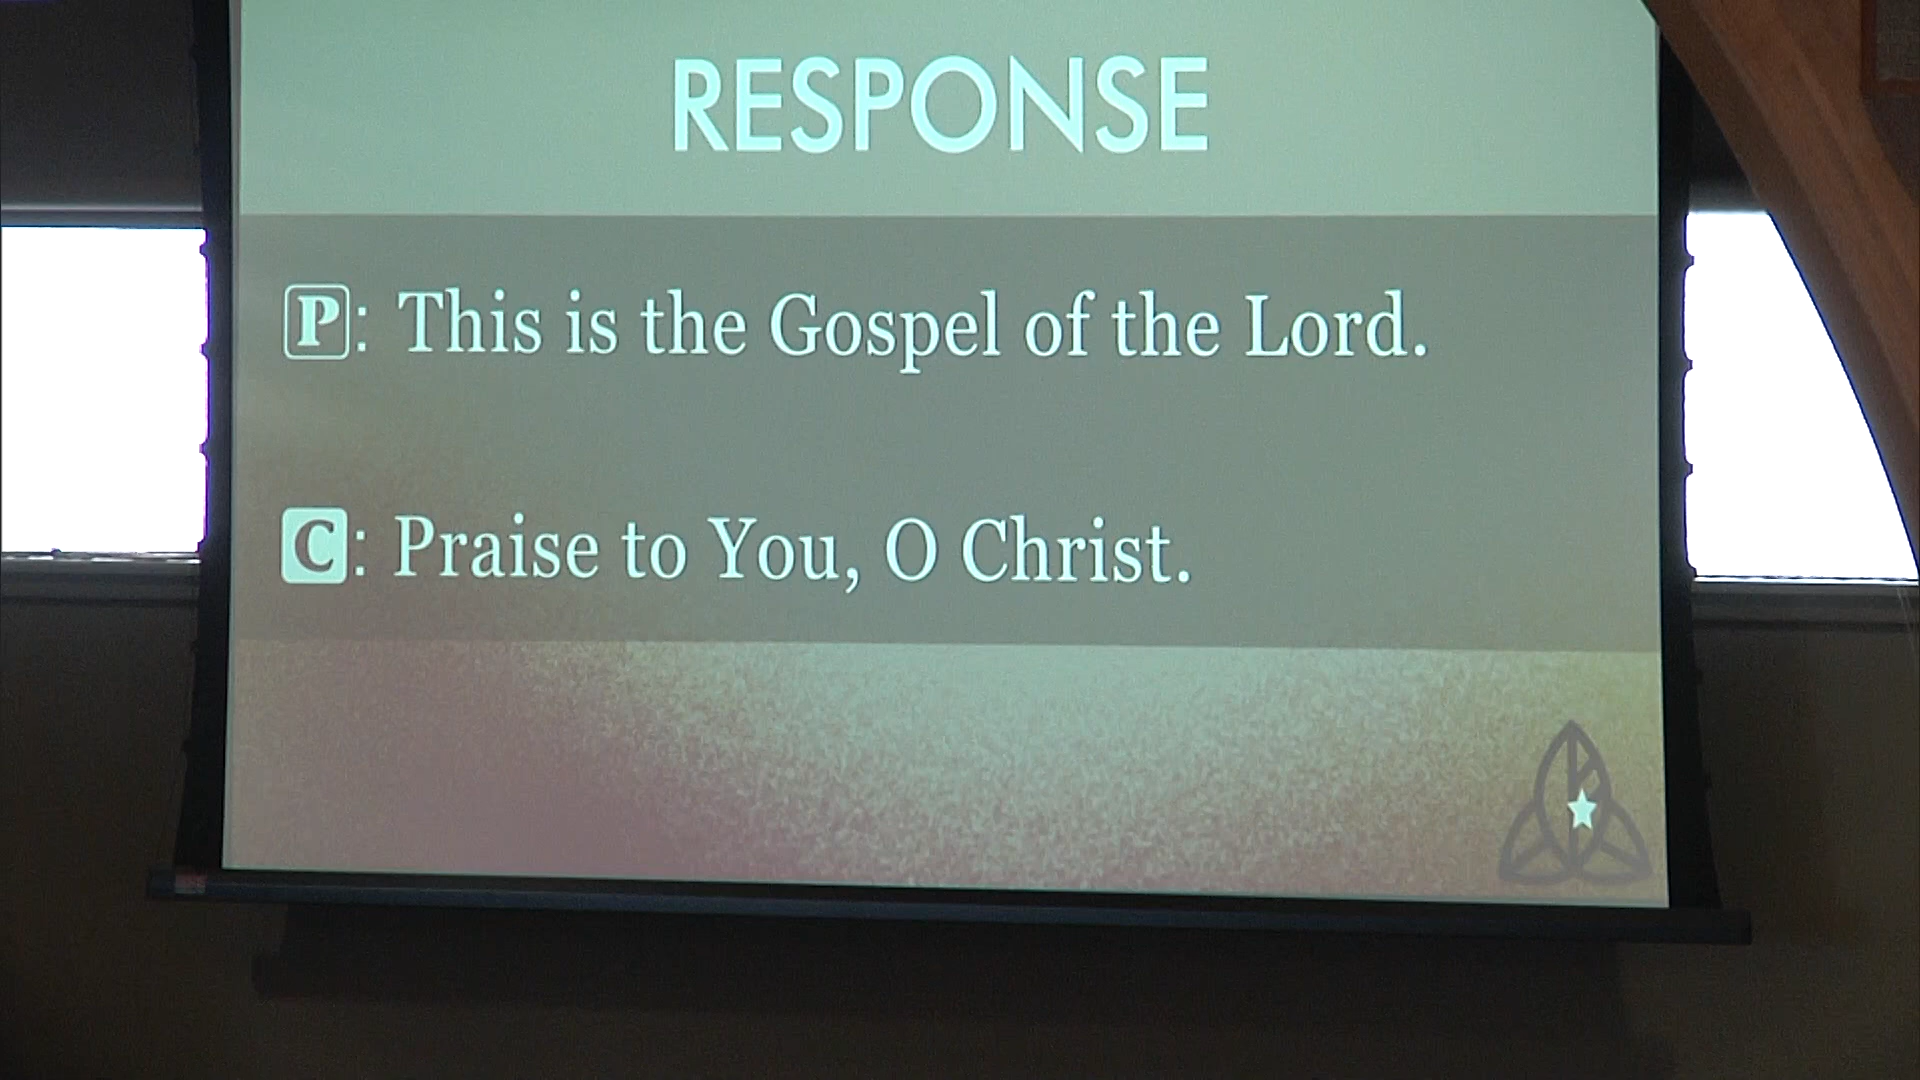 RESPONSE
P: This is the Gospel of the Lord.
C: Praise to You, O Christ.